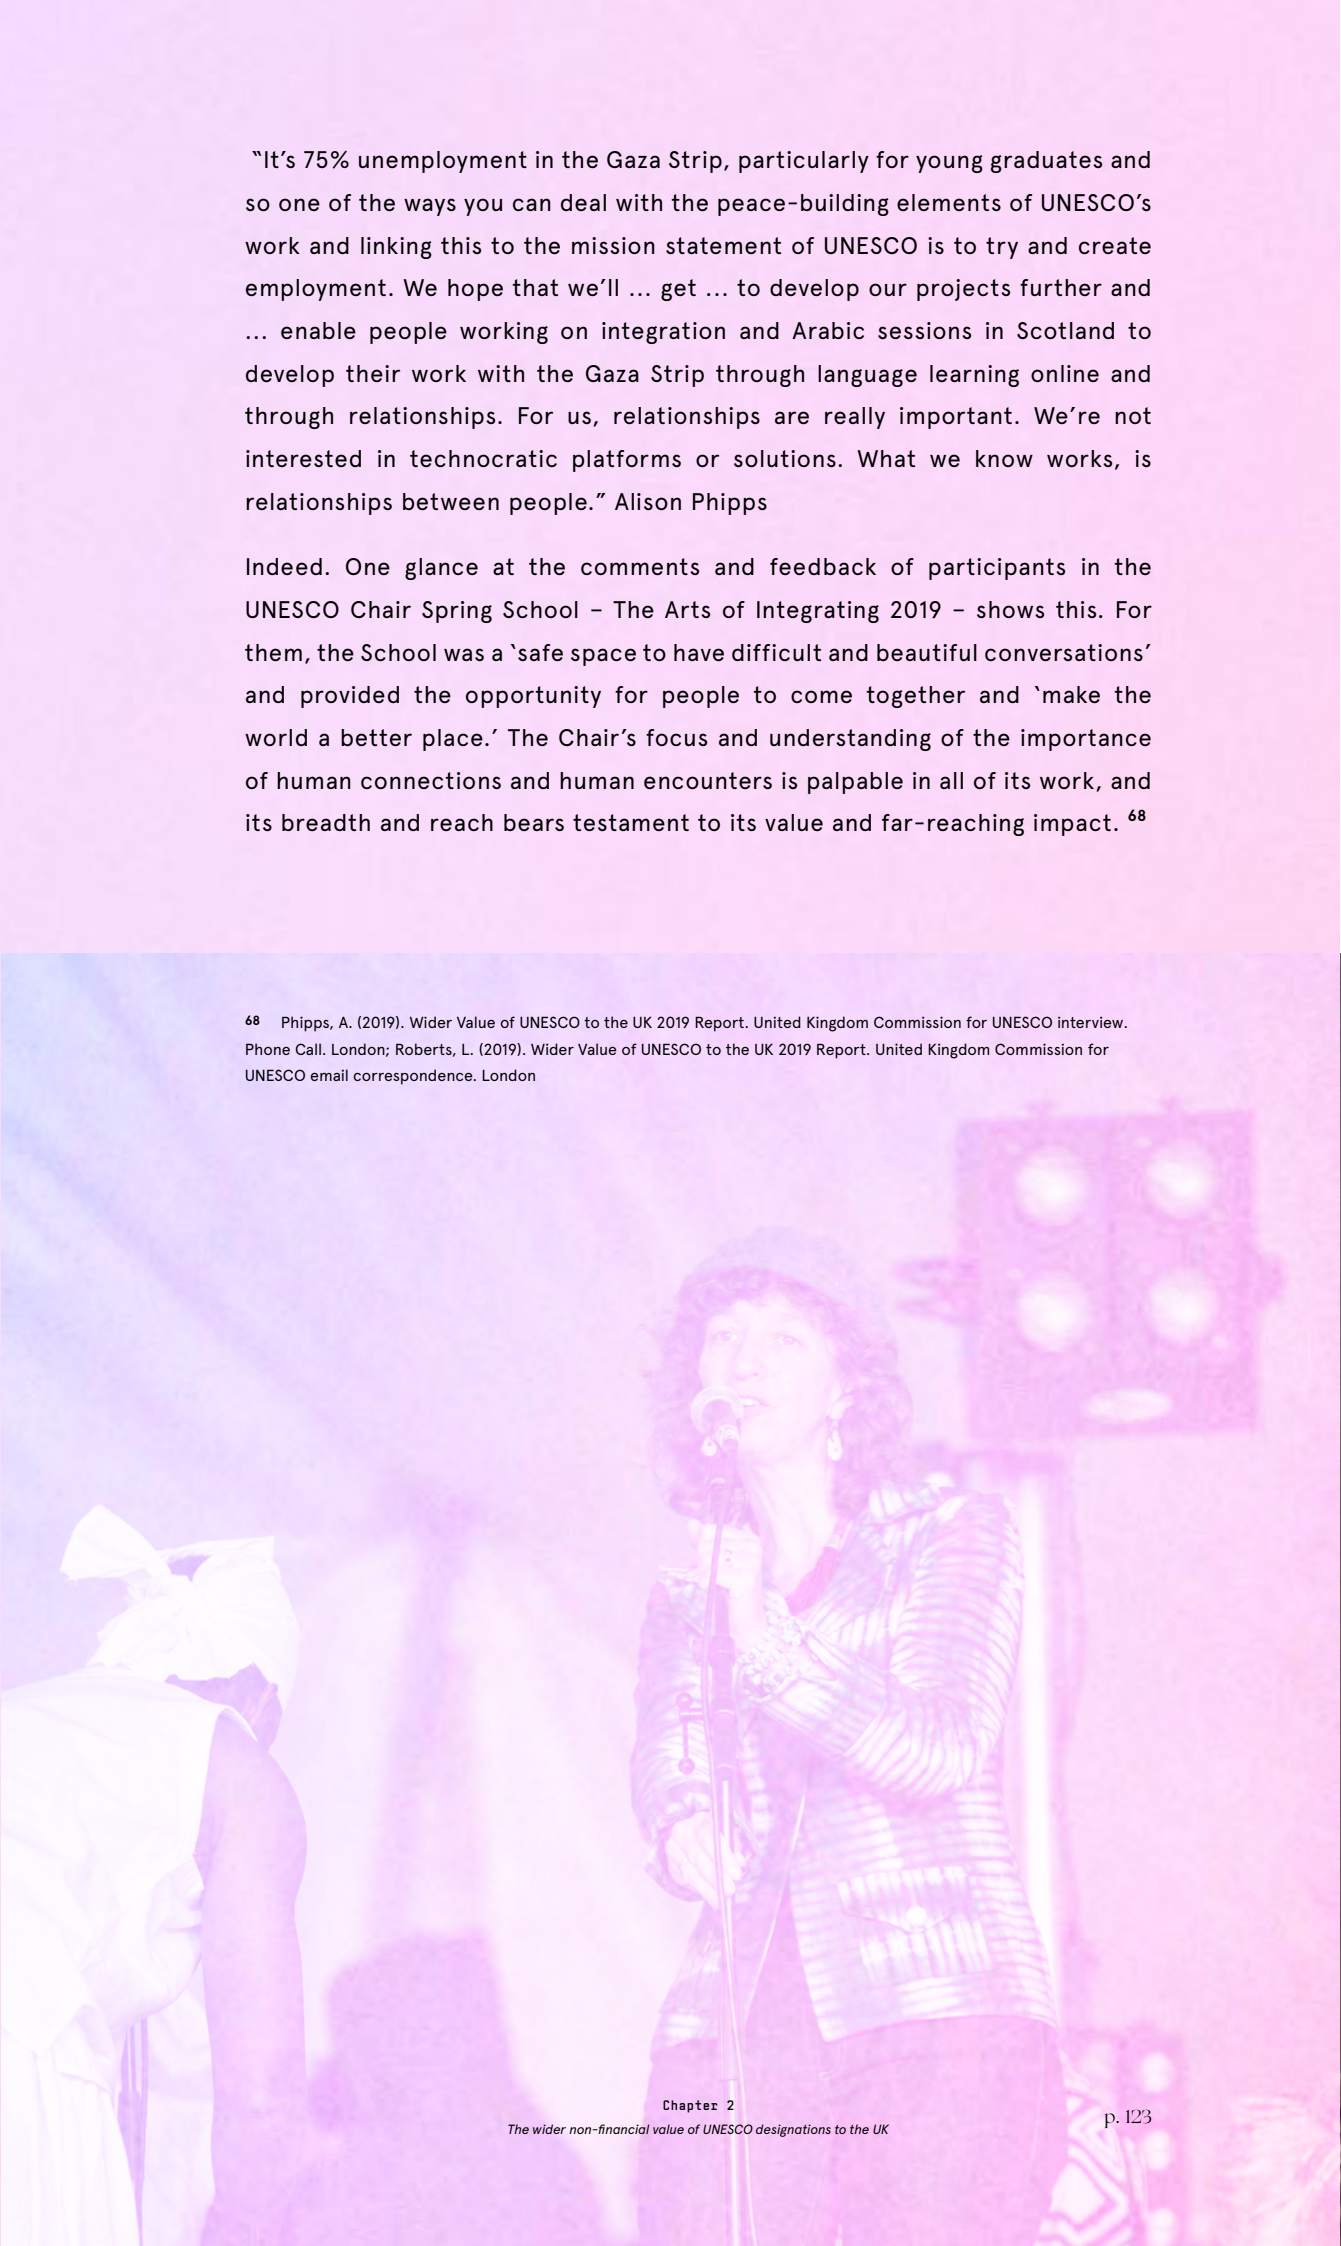 “It’s 75% unemployment in the Gaza Strip, particularly for young graduates and
so one of the ways you can deal with the peace-building elements of UNESCO’s
work and linking this to the mission statement of UNESCO is to try and create
employment. We hope that we’ll ... get ... to develop our projects further and
... enable people working on integration and Arabic sessions in Scotland to
develop their work with the Gaza Strip through language learning online and
through relationships. For us, relationships are really important. We’re not
interested in technocratic platforms or solutions. What we know works, is
relationships between people.” Alison Phipps
Indeed. One glance at the comments and feedback of participants in the
UNESCO Chair Spring School – The Arts of Integrating 2019 – shows this. For
them, the School was a ‘safe space to have difficult and beautiful conversations’
and provided the opportunity for people to come together and ‘make the
world a better place.’ The Chair’s focus and understanding of the importance
of human connections and human encounters is palpable in all of its work, and
its breadth and reach bears testament to its value and far-reaching impact. 68
68 Phipps, A. (2019). Wider Value of UNESCO to the UK 2019 Report. United Kingdom Commission for UNESCO interview.
Phone Call. London; Roberts, L. (2019). Wider Value of UNESCO to the UK 2019 Report. United Kingdom Commission for
UNESCO email correspondence. London
Chapter 2
The wider non-financial value of UNESCO designations to the UK
p. 123